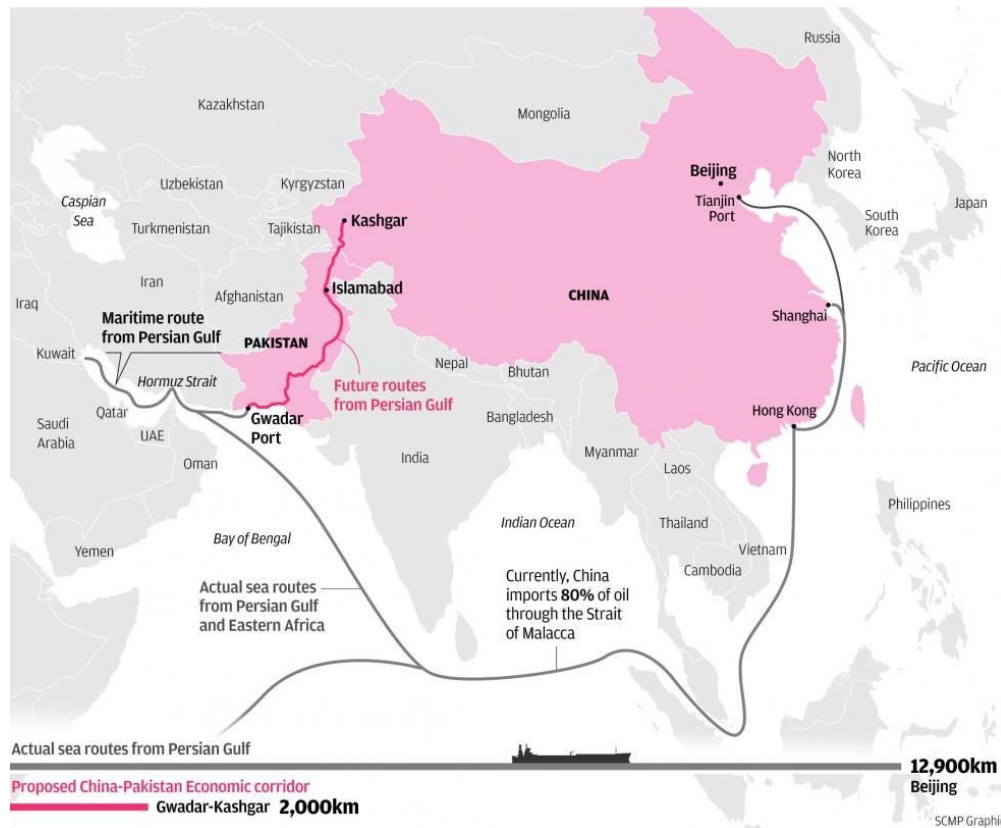 Russia
Kazakhstan
Mongolia
Beijing
North
Korea
Tianjin
Port
Uzbekistan
Kyrgyzstan
Caspian
Sea
Japan
South
Korea
Turkmenistan
Tajikistan
Kashgar
Iran
Afghanistan
Islamabad
CHINA
Iraq
Maritime route
from Persian Gulf
Shanghai
PAKISTAN
Kuwait
Nepal
Bhutan
Pacific Ocean
Hormuz Strait
Future routes
from Persian Gulf
Qatar
Gwadar
Port
Bangladesh
Hong Kong
Saudi
Arabia
UAE
Oman
India
Myanmar
Laos
Philippines
Yemen
Bay of Bengal
Indian Ocean
Thailand
Vietnam
Cambodia
Actual sea routes
from Persian Gulf
and Eastern Africa
Currently, China
imports 80% of oil
through the Strait
of Malacca
Actual sea routes from Persian Gulf
12,900km
Beijing
Proposed China-Pakistan Economic corridor
Gwadar-Kashgar 2,000km
SCMP Graphic